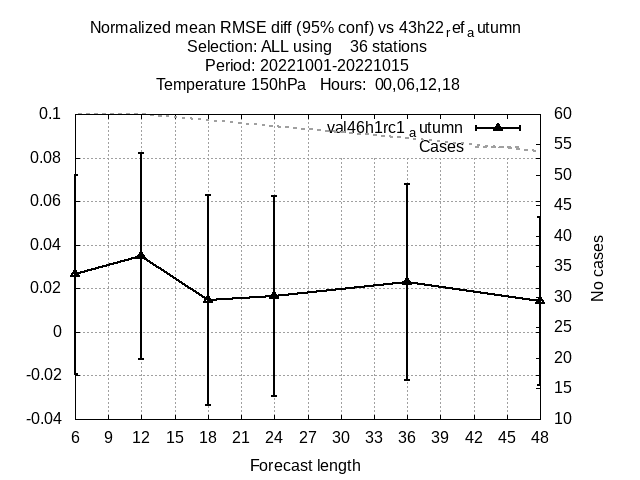 Normalized mean RMSE diff (95% conf) vs 43h22refautumn
Selection: ALL using 36 stations
Period: 20221001-20221015
Temperature 150hPa Hours: 00,06,12,18
0.1 60
val46h1rc1autumn
55
Cases
0.08
50
0.06
45
0.04 40
35
0.02
30
0 25
20
-0.02
15
-0.04 10
No cases
6 9 12 15 18 21 24 27 30 33 36 39 42 45 48
Forecast length